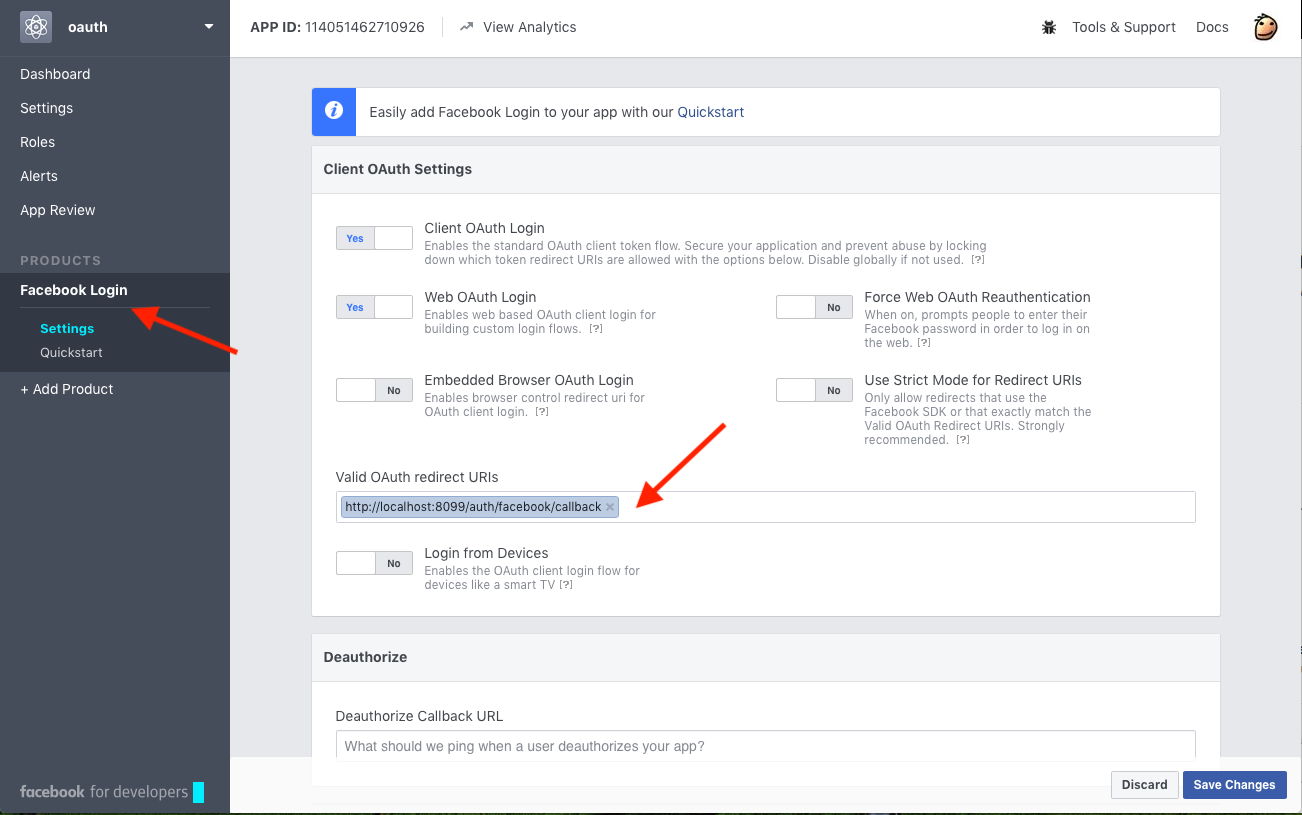 oauth
APP ID: 114051462710926
View Analytics
Tools & Support
Docs
Dashboard
Settings
Roles
Alerts
App Review
PRODUCTS
Facebook Login
Settings
Quickstart
+ Add Product
facebook for developers
i
Easily add Facebook Login to your app with our Quickstart
Client OAuth Settings
Yes
Client OAuth Login
Enables the standard OAuth client token flow. Secure your application and prevent abuse by locking
down which token redirect URIs are allowed with the options below. Disable globally if not used. [?]
Yes
Web OAuth Login
Enables web based OAuth client login for
building custom login flows. [?]
No
Force Web OAuth Reauthentication
When on, prompts people to enter their
Facebook password in order to log in on
the web. [?]
No
Embedded Browser OAuth Login
Enables browser control redirect uri for
OAuth client login. [?]
No
Use Strict Mode for Redirect URIs
Only allow redirects that use the
Facebook SDK or that exactly match the
Valid OAuth Redirect URIs. Strongly
recommended. [?]
Valid OAuth redirect URIs
http://localhost:8099/auth/facebook/callback ×
No
Login from Devices
Enables the OAuth client login flow for
devices like a smart TV [?]
Deauthorize
Deauthorize Callback URL
What should we ping when a user deauthorizes your app?
Discard
Save Changes